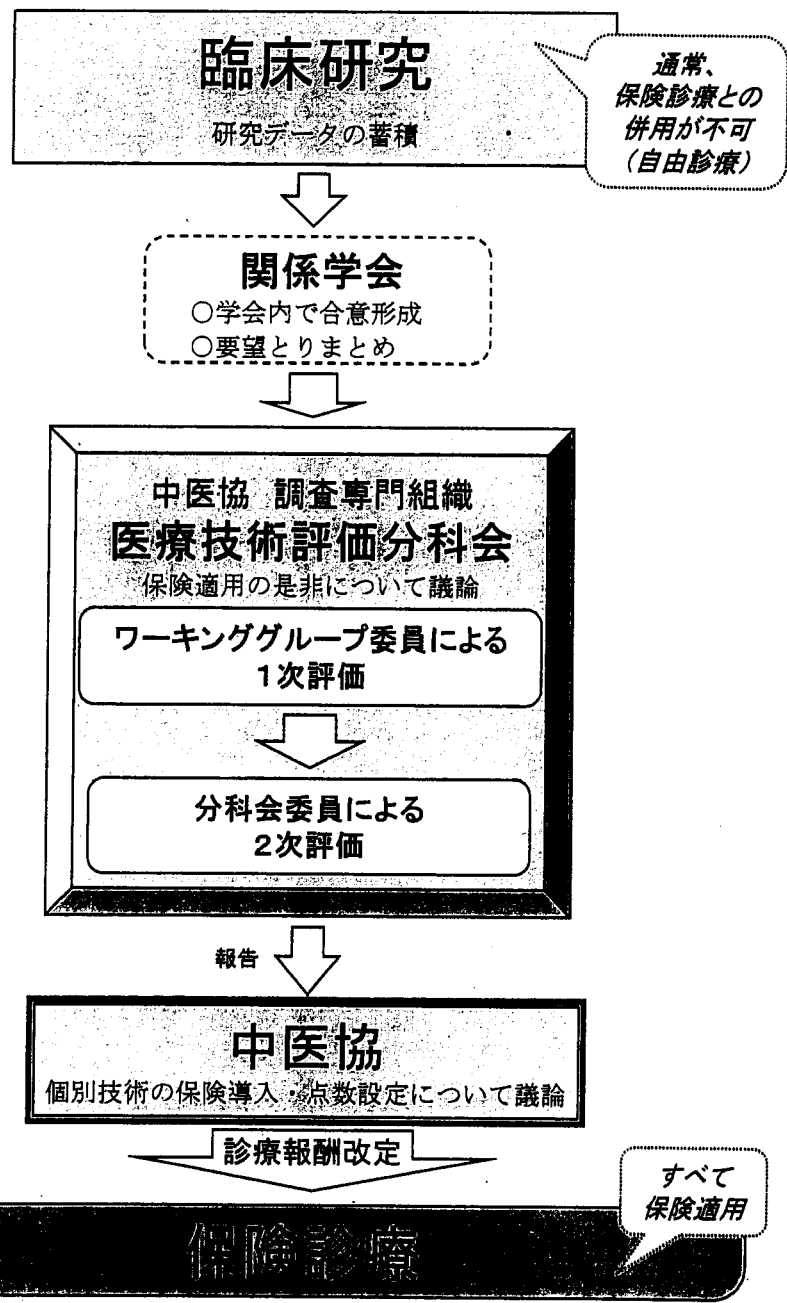 臨床研究
研究データの蓄積
通常、
保険診療との
併用が不可
（自由診療）
関係学会
○学会内で合意形成
○要望とりまとめ
中医協 調査専門組織
医療技術評価分科会
保険適用の是非について議論
ワーキンググループ委員による
1次評価
分科会委員による
2次評価
報告
中医協
個別技術の保険導入・点数設定について議論
診療報酬改定
すべて
保険適用
保険診療